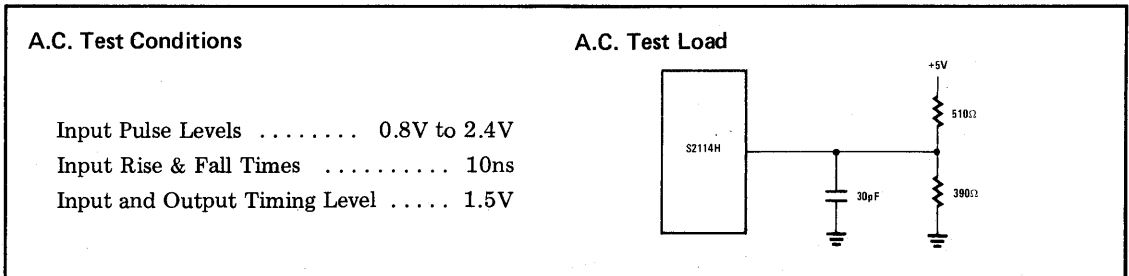 A.C. Test Conditions
Input Pulse Levels ........ 0.8V to 2.4V
Input Rise & Fall Times .......... 10ns
Input and Output Timing Level ..... 1.5V
A.C. Test Load
+5V
510Ω
S2114H
30pF
390Ω